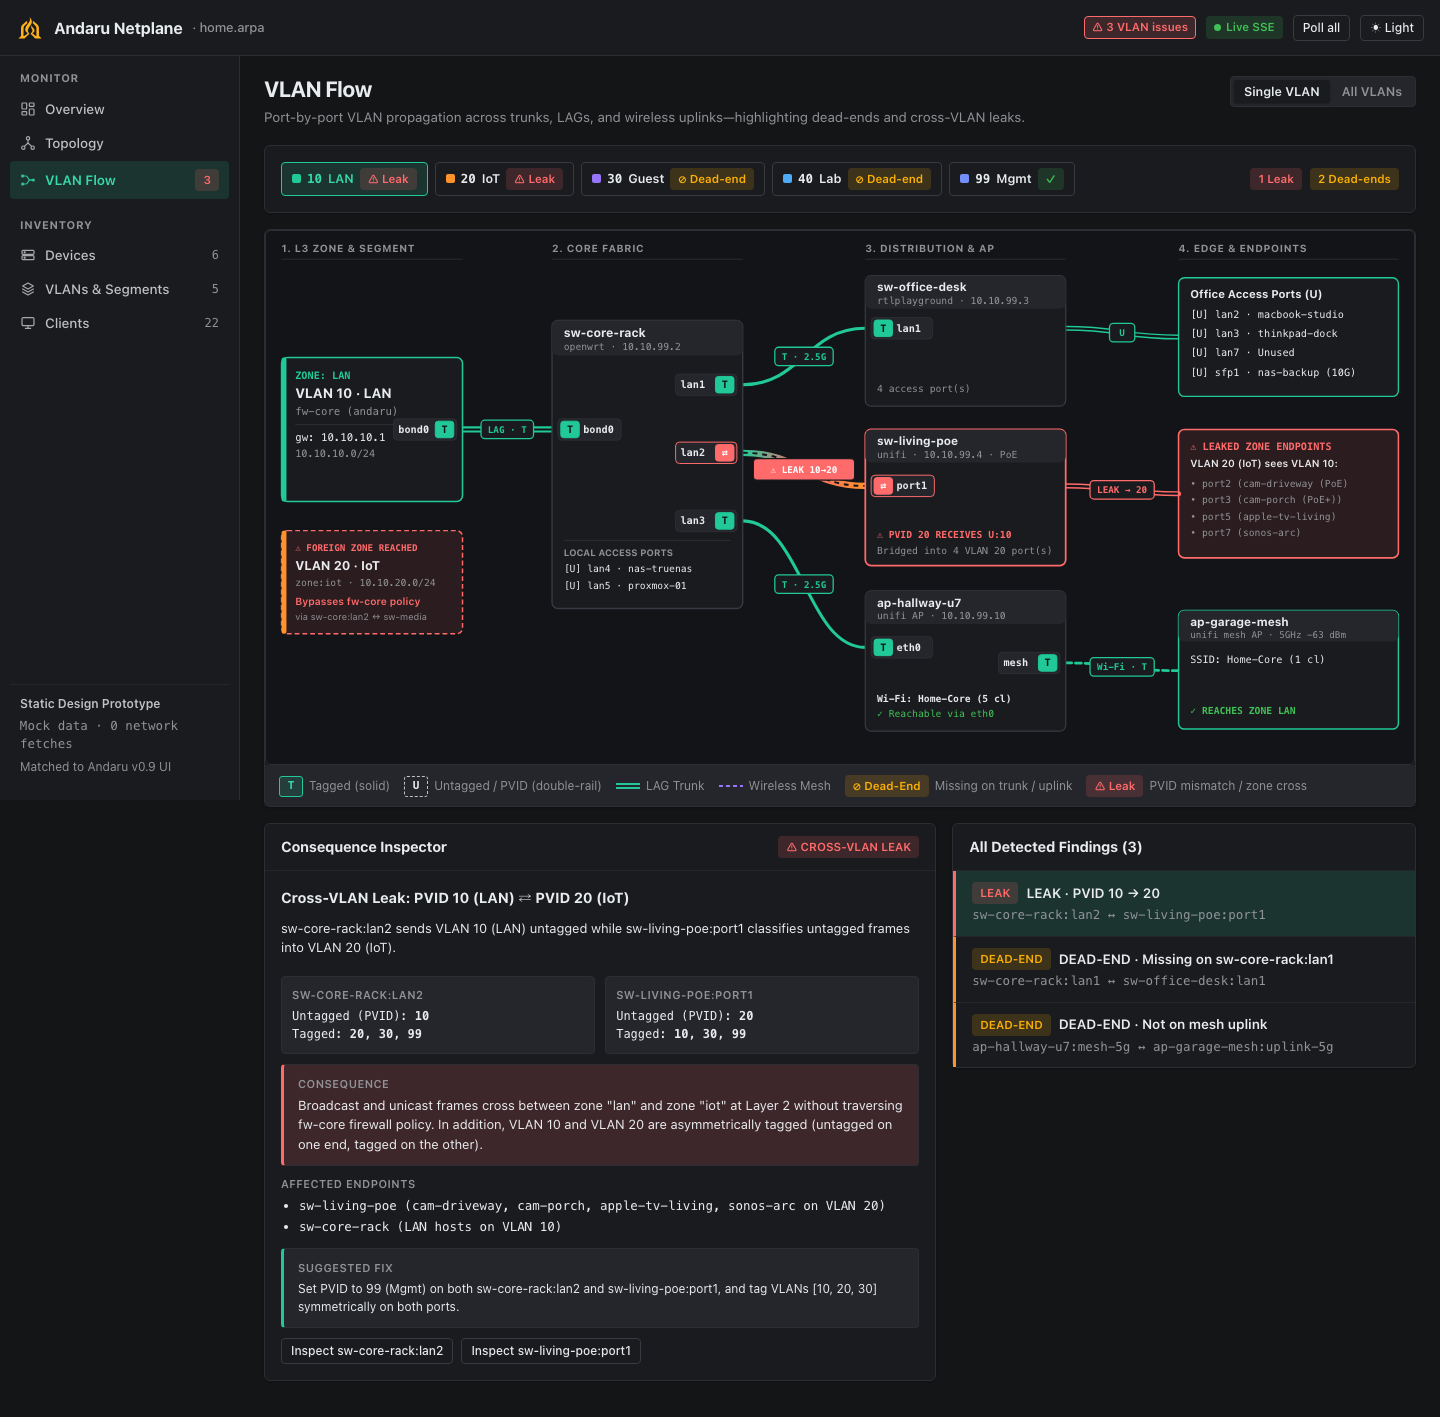 Andaru Netplane · home.arpa
⚠ 3 VLAN issues
Live SSE
Poll all
☀ Light
MONITOR
Overview
Topology
VLAN Flow 3
INVENTORY
Devices 6
VLANs & Segments 5
Clients 22
Static Design Prototype
Mock data · 0 network
fetches
Matched to Andaru v0.9 UI
VLAN Flow
Port-by-port VLAN propagation across trunks, LAGs, and wireless uplinks—highlighting dead-ends and cross-VLAN leaks.
Single VLAN
All VLANs
10 LAN ⚠ Leak
20 IoT ⚠ Leak
30 Guest ⊘ Dead-end
40 Lab ⊘ Dead-end
99 Mgmt ✓
1 Leak
2 Dead-ends
1. L3 ZONE & SEGMENT
2. CORE FABRIC
3. DISTRIBUTION & AP
4. EDGE & ENDPOINTS
ZONE: LAN
VLAN 10 · LAN
fw-core (andaru)
gw: 10.10.10.1
10.10.10.0/24
bond0 T
LAG · T
⚠ FOREIGN ZONE REACHED
VLAN 20 · IoT
zone:iot · 10.10.20.0/24
Bypasses fw-core policy
via sw-core:lan2 ↔ sw-media
sw-core-rack
openwrt · 10.10.99.2
lan1 T
T bond0
lan2 ⇄
lan3 T
LOCAL ACCESS PORTS
[U] lan4 · nas-truenas
[U] lan5 · proxmox-01
T · 2.5G
⚠ LEAK 10→20
T · 2.5G
sw-office-desk
rtlplayground · 10.10.99.3
T lan1
4 access port(s)
U
sw-living-poe
unifi · 10.10.99.4 · PoE
⇄ port1
⚠ PVID 20 RECEIVES U:10
Bridged into 4 VLAN 20 port(s)
LEAK → 20
ap-hallway-u7
unifi AP · 10.10.99.10
T eth0
mesh T
Wi-Fi: Home-Core (5 cl)
✓ Reachable via eth0
Wi-Fi · T
Office Access Ports (U)
[U] lan2 · macbook-studio
[U] lan3 · thinkpad-dock
[U] lan7 · Unused
[U] sfp1 · nas-backup (10G)
⚠ LEAKED ZONE ENDPOINTS
VLAN 20 (IoT) sees VLAN 10:
• port2 (cam-driveway (PoE)
• port3 (cam-porch (PoE+))
• port5 (apple-tv-living)
• port7 (sonos-arc)
ap-garage-mesh
unifi mesh AP · 5GHz -63 dBm
SSID: Home-Core (1 cl)
✓ REACHES ZONE LAN
T Tagged (solid)
U Untagged / PVID (double-rail)
LAG Trunk
Wireless Mesh
⊘ Dead-End Missing on trunk / uplink
⚠ Leak PVID mismatch / zone cross
Consequence Inspector
⚠ CROSS-VLAN LEAK
Cross-VLAN Leak: PVID 10 (LAN) ⇄ PVID 20 (IoT)
sw-core-rack:lan2 sends VLAN 10 (LAN) untagged while sw-living-poe:port1 classifies untagged frames
into VLAN 20 (IoT).
SW-CORE-RACK:LAN2
Untagged (PVID): 10
Tagged: 20, 30, 99
SW-LIVING-POE:PORT1
Untagged (PVID): 20
Tagged: 10, 30, 99
CONSEQUENCE
Broadcast and unicast frames cross between zone "lan" and zone "iot" at Layer 2 without traversing
fw-core firewall policy. In addition, VLAN 10 and VLAN 20 are asymmetrically tagged (untagged on
one end, tagged on the other).
AFFECTED ENDPOINTS
• sw-living-poe (cam-driveway, cam-porch, apple-tv-living, sonos-arc on VLAN 20)
• sw-core-rack (LAN hosts on VLAN 10)
SUGGESTED FIX
Set PVID to 99 (Mgmt) on both sw-core-rack:lan2 and sw-living-poe:port1, and tag VLANs [10, 20, 30]
symmetrically on both ports.
Inspect sw-core-rack:lan2
Inspect sw-living-poe:port1
All Detected Findings (3)
LEAK LEAK · PVID 10 → 20
sw-core-rack:lan2 ↔ sw-living-poe:port1
DEAD-END DEAD-END · Missing on sw-core-rack:lan1
sw-core-rack:lan1 ↔ sw-office-desk:lan1
DEAD-END DEAD-END · Not on mesh uplink
ap-hallway-u7:mesh-5g ↔ ap-garage-mesh:uplink-5g